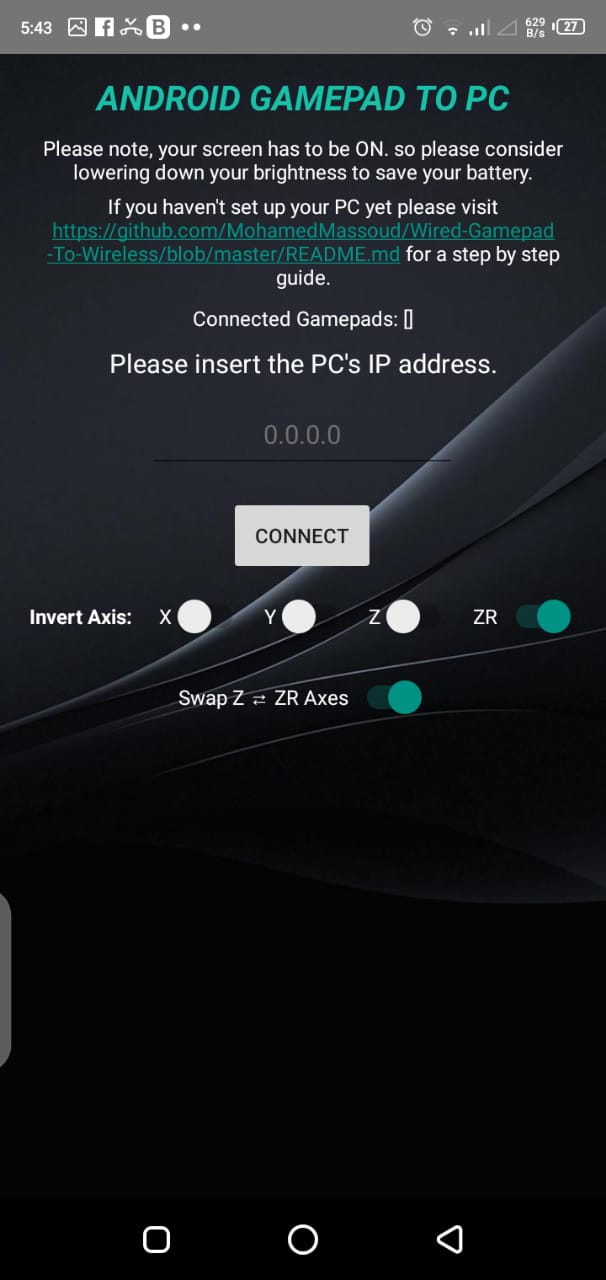 5:43 B 629 B/s 27
ANDROID GAMEPAD TO PC
Please note, your screen has to be ON. so please consider
lowering down your brightness to save your battery.
If you haven't set up your PC yet please visit
https://github.com/MohamedMassoud/Wired-Gamepad
-To-Wireless/blob/master/README.md for a step by step
guide.
Connected Gamepads: []
Please insert the PC's IP address.
0.0.0.0
CONNECT
Invert Axis: X Y Z ZR
Swap Z ⇄ ZR Axes